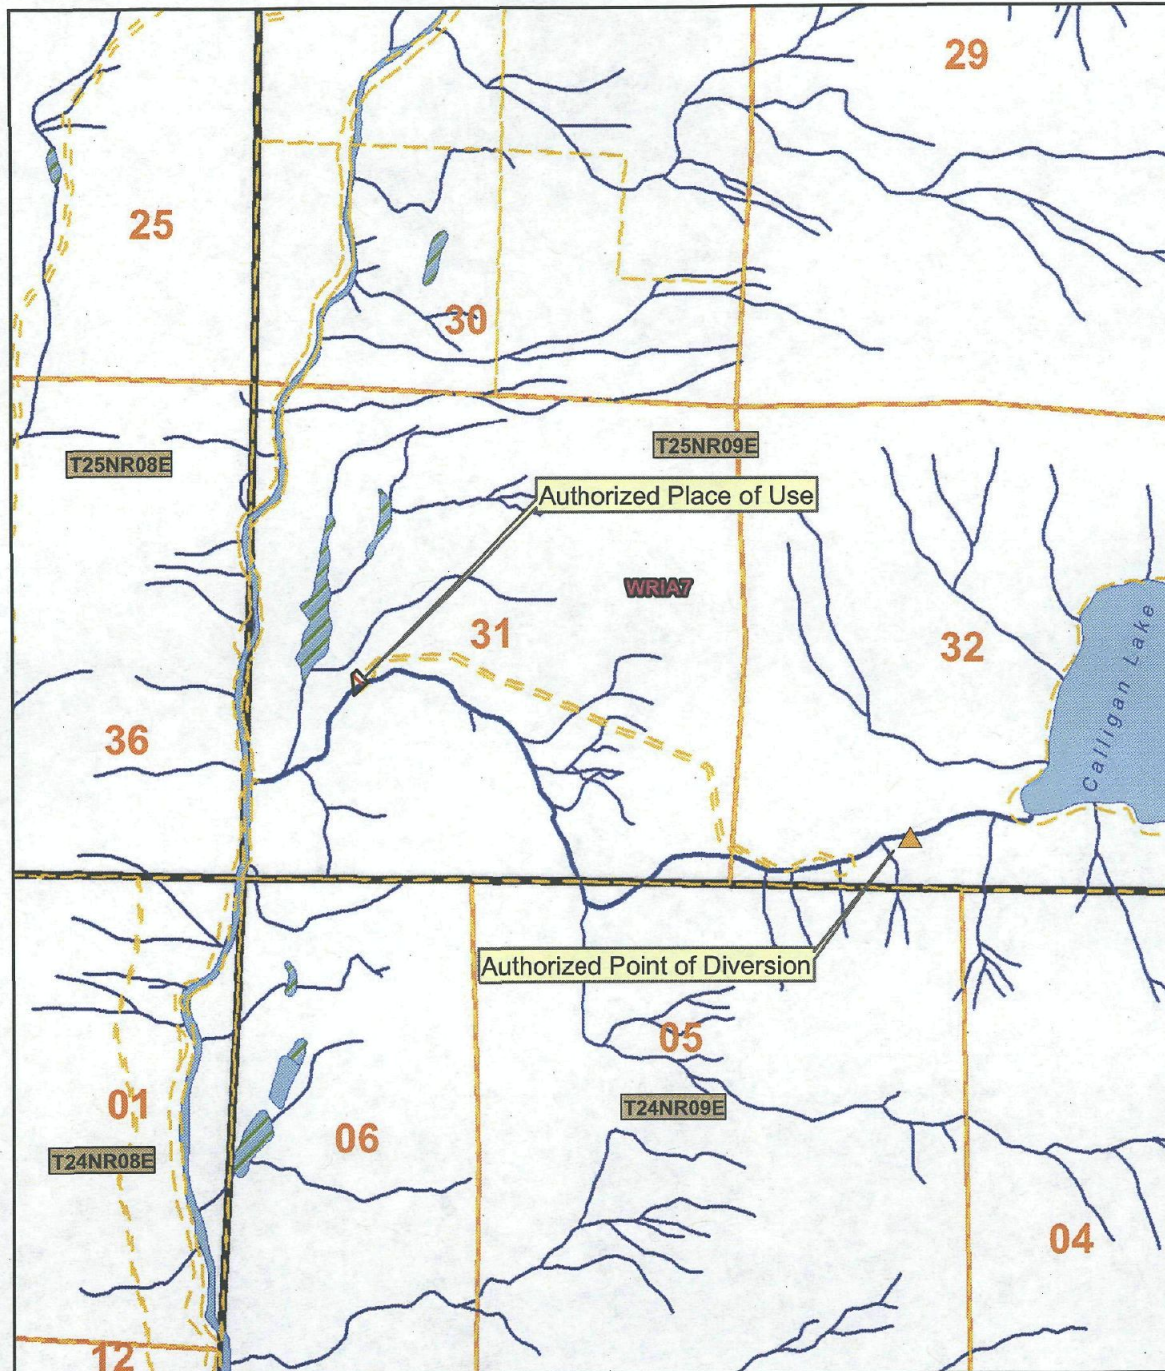 29
25
30
T25NR09E
T25NR08E
Authorized Place of Use
WRIA7
31
32
Calligan Lake
36
Authorized Point of Diversion
05
01
T24NR09E
06
T24NR08E
04
12